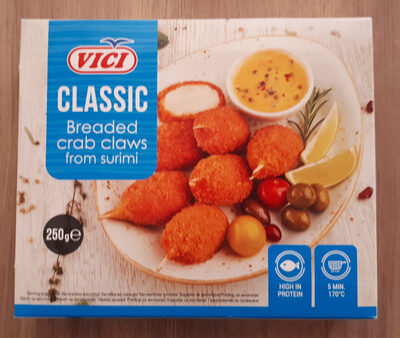 VICI
CLASSIC
Breaded
crab claws
from surimi
250g e
HIGH IN
PROTEIN
5 MIN.
170°C